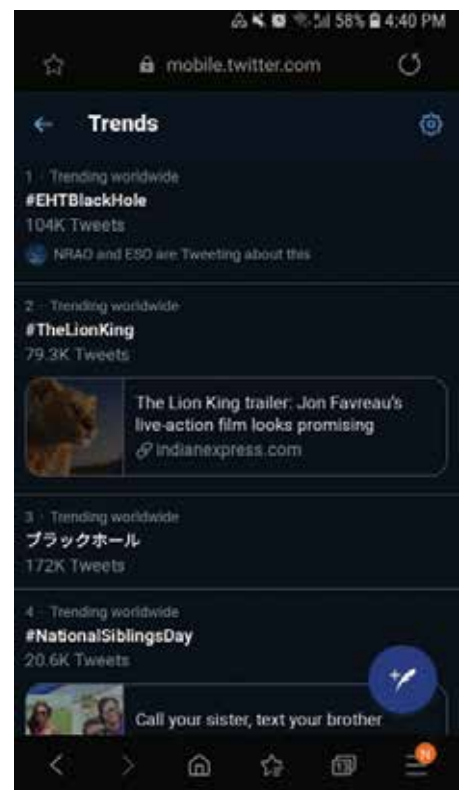 58% 4:40 PM
mobile.twitter.com
Trends
1 · Trending worldwide
#EHTBlackHole
104K Tweets
NRAO and ESO are Tweeting about this
2 · Trending worldwide
#TheLionKing
79.3K Tweets
The Lion King trailer: Jon Favreau's
live-action film looks promising
indianexpress.com
3 · Trending worldwide
ブラックホール
172K Tweets
4 · Trending worldwide
#NationalSiblingsDay
20.6K Tweets
Call your sister, text your brother
N